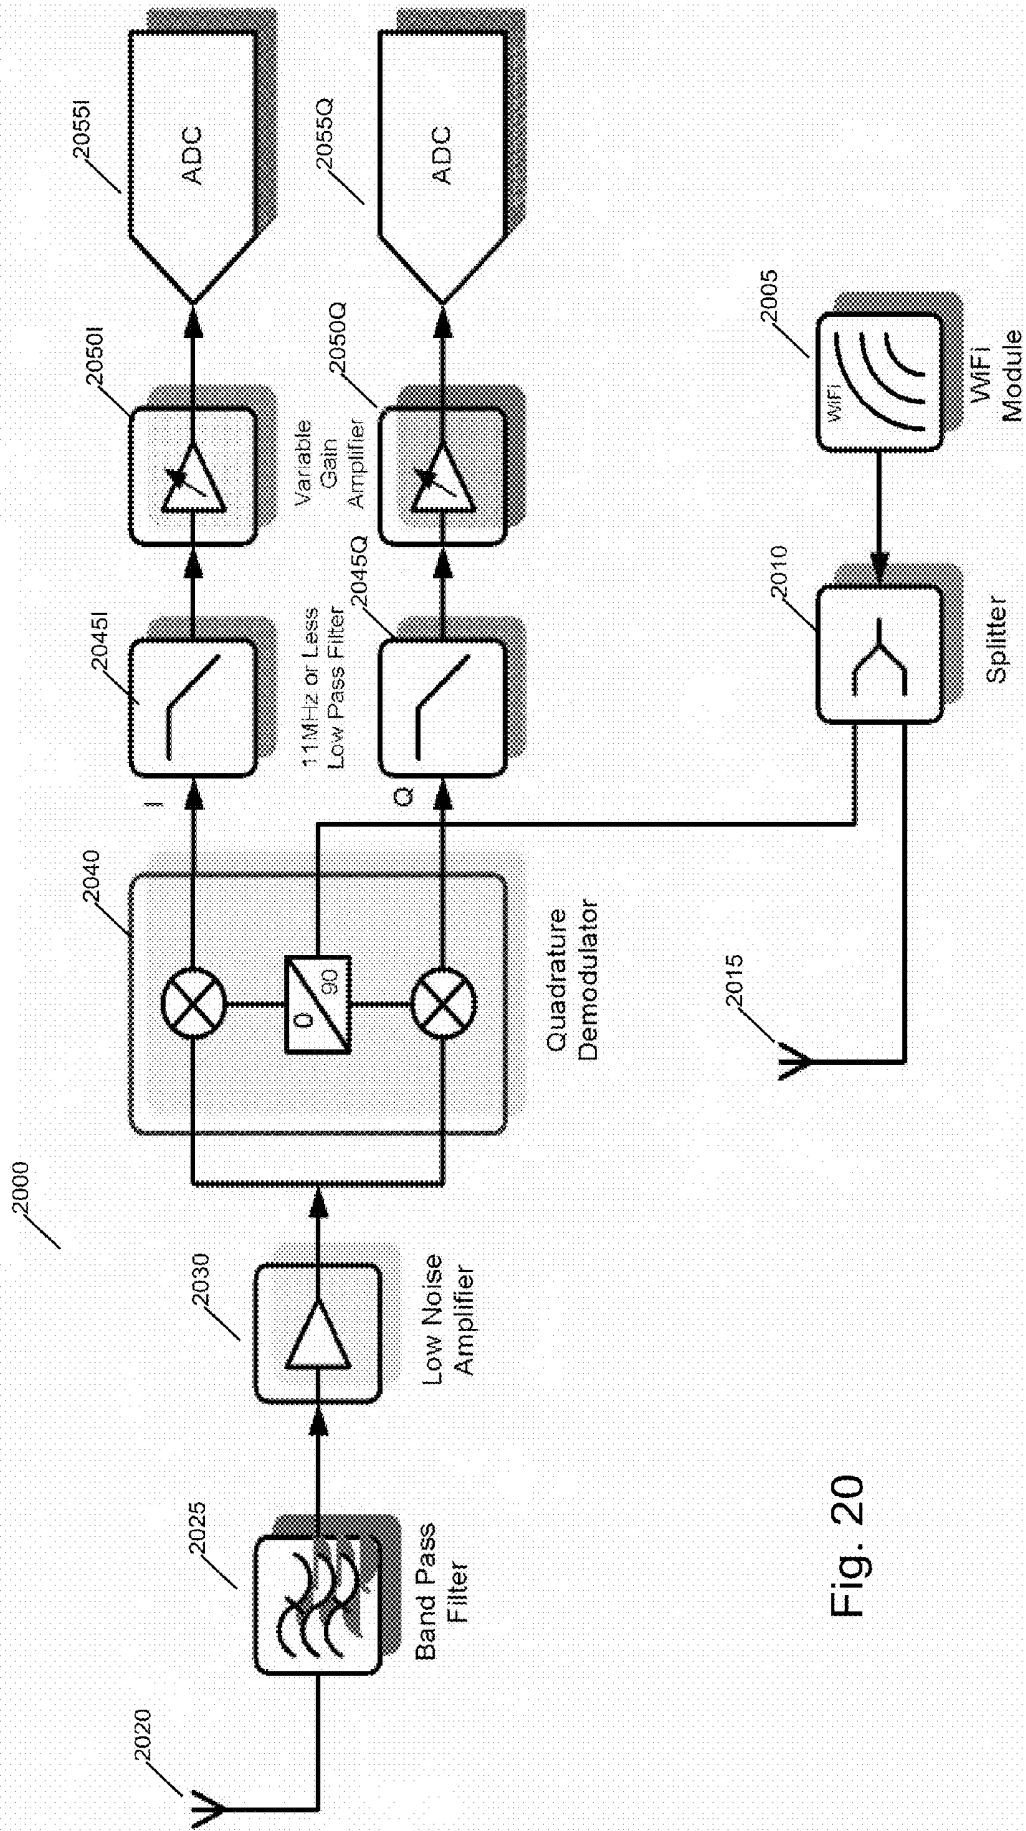 2000
2020
2025
Band Pass
Filter
2030
Low Noise
Amplifier
2040
0
90
Quadrature
Demodulator
I
Q
2045I
11MHz or Less
Low Pass Filter
2045Q
2050I
Variable
Gain
Amplifier
2050Q
2055I
ADC
2055Q
ADC
2015
2010
Splitter
2005
WiFi
WiFi
Module
Fig. 20